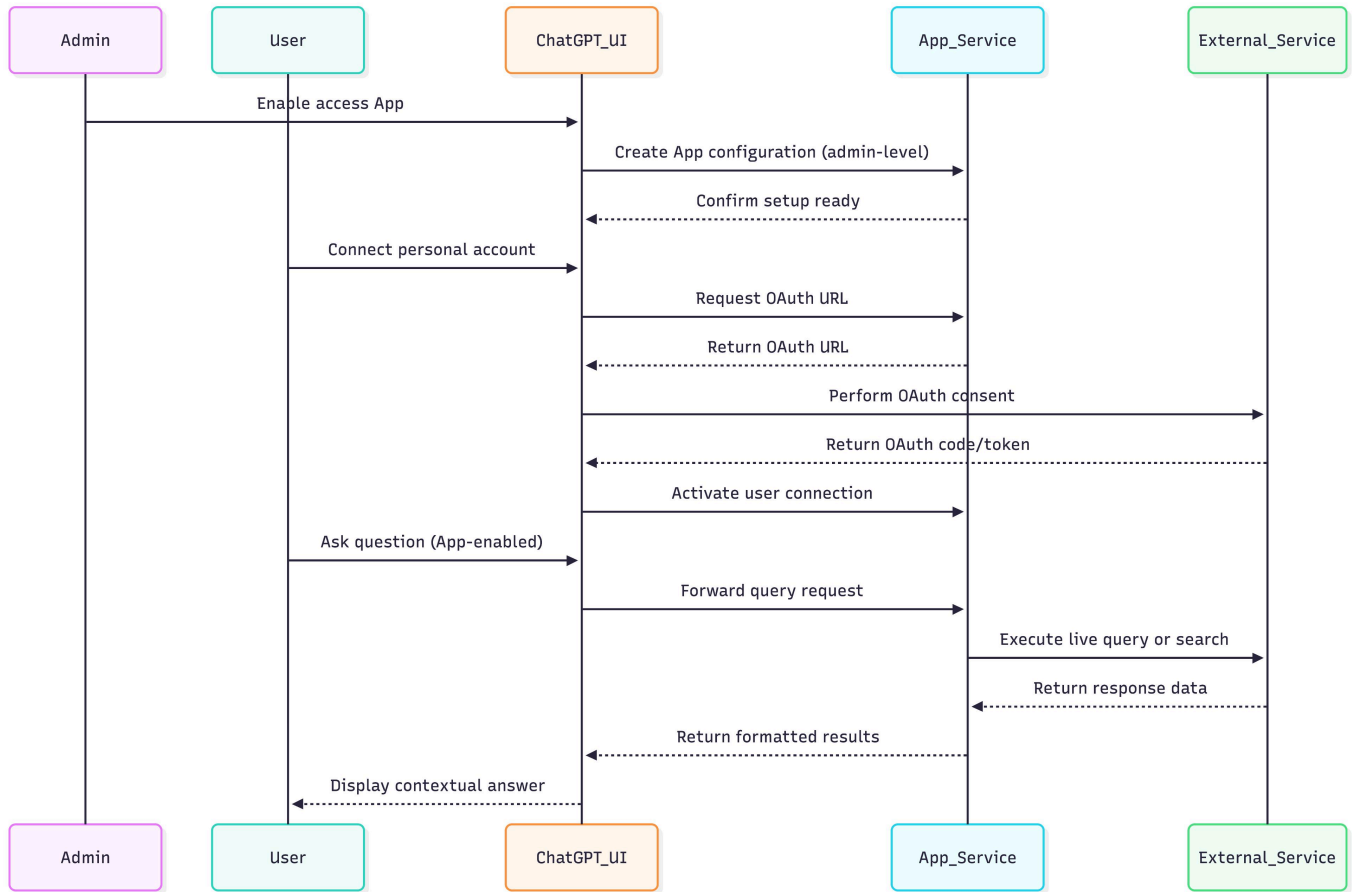 Admin
User
ChatGPT_UI
App_Service
External_Service
Enable access App
Create App configuration (admin-level)
Confirm setup ready
Connect personal account
Request OAuth URL
Return OAuth URL
Perform OAuth consent
Return OAuth code/token
Activate user connection
Ask question (App-enabled)
Forward query request
Execute live query or search
Return response data
Return formatted results
Display contextual answer
Admin
User
ChatGPT_UI
App_Service
External_Service